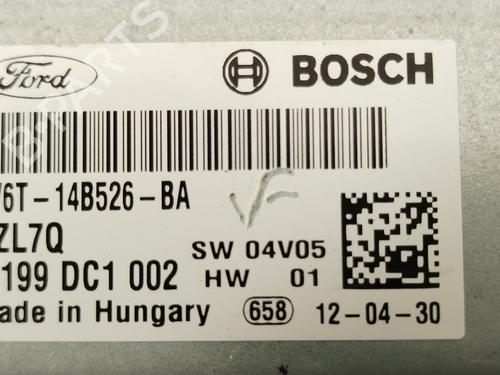 Ford
BOSCH
V6T-14B526-BA
ZL7Q
SW 04V05
199 DC1 002
HW 01
ade in Hungary
658
12-04-30
B-PARTS